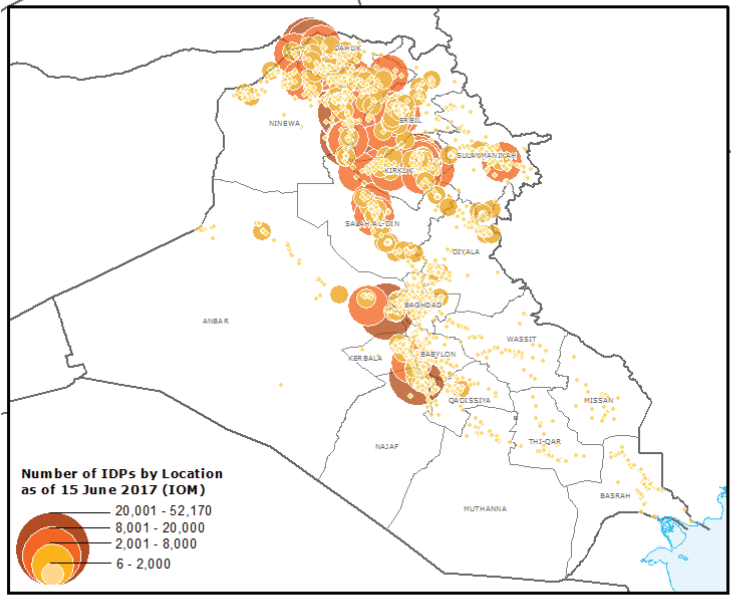 DAHUK
NINEWA
ERBIL
SULAYMANIYAH
KIRKUK
SALAH AL-DIN
DIYALA
ANBAR
BAGHDAD
WASSIT
KERBALA
BABYLON
QADISSIYA
MISSAN
NAJAF
THI-QAR
BASRAH
MUTHANNA
Number of IDPs by Location
as of 15 June 2017 (IOM)
20,001 - 52,170
8,001 - 20,000
2,001 - 8,000
6 - 2,000